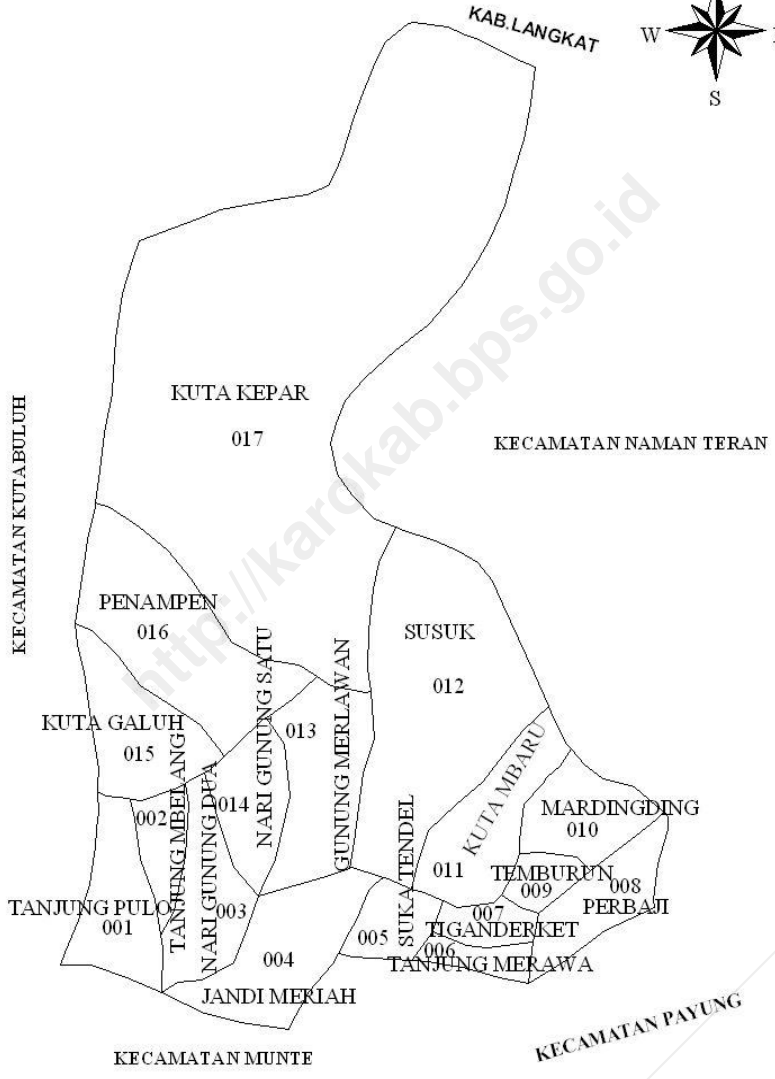 KAB.LANGKAT
W
S
http://karokab.bps.go.id
KUTA KEPAR
017
KECAMATAN KUTABULUH
KECAMATAN NAMAN TERAN
PENAMPEN
016
SUSUK
012
NARI GUNUNG SATU
013
GUNUNG MERLAWAN
KUTA GALUH
015
TANJUNG MBELANG
002
NARI GUNUNG DUA
014
003
KUTA MBARU
011
MARDINGDING
010
SUKA TENDEL
005
TEMBURUN
009
008
PERBAJI
007
TIGANDERKET
006
TANJUNG MERAWA
TANJUNG PULO
001
004
JANDI MERIAH
KECAMATAN MUNTE
KECAMATAN PAYUNG